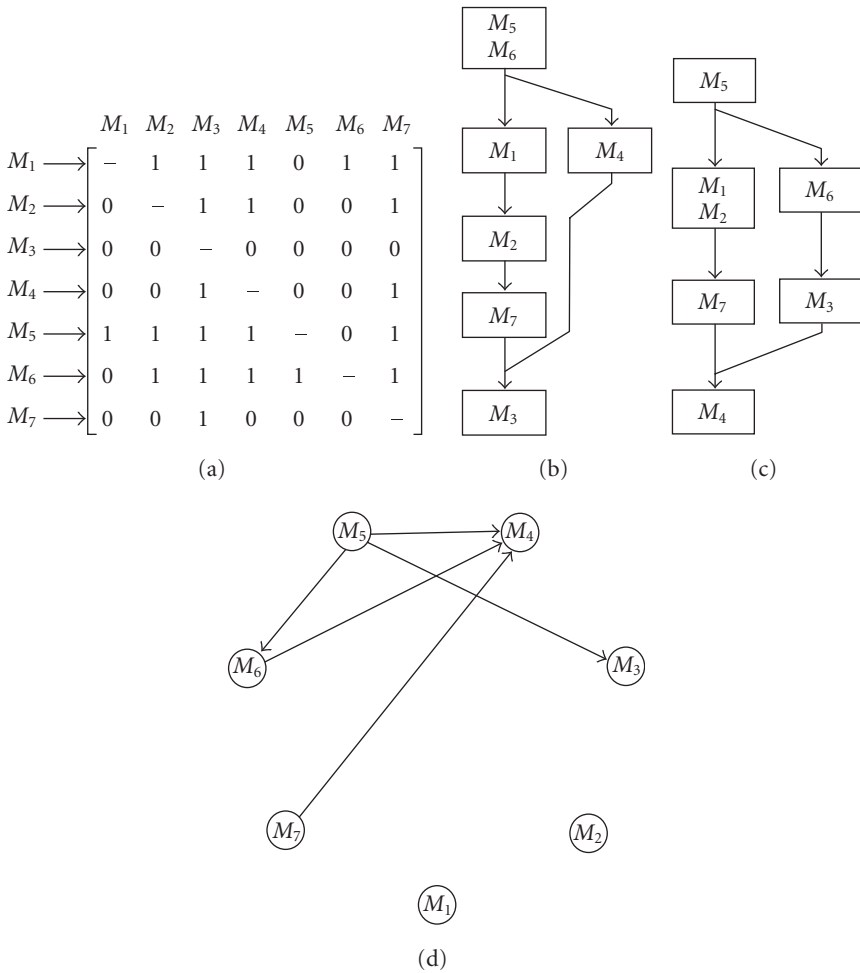 M₁ M₂ M₃ M₄ M₅ M₆ M₇
M₁ – 1 1 1 0 1 1
M₂ 0 – 1 1 0 0 1
M₃ 0 0 – 0 0 0 0
M₄ 0 0 1 – 0 0 1
M₅ 1 1 1 1 – 0 1
M₆ 0 1 1 1 1 – 1
M₇ 0 0 1 0 0 0 –
(a)
M₅
M₆
M₁
M₄
M₂
M₇
M₃
(b)
M₅
M₁
M₂
M₆
M₇
M₃
M₄
(c)
M₅
M₄
M₆
M₃
M₇
M₂
M₁
(d)